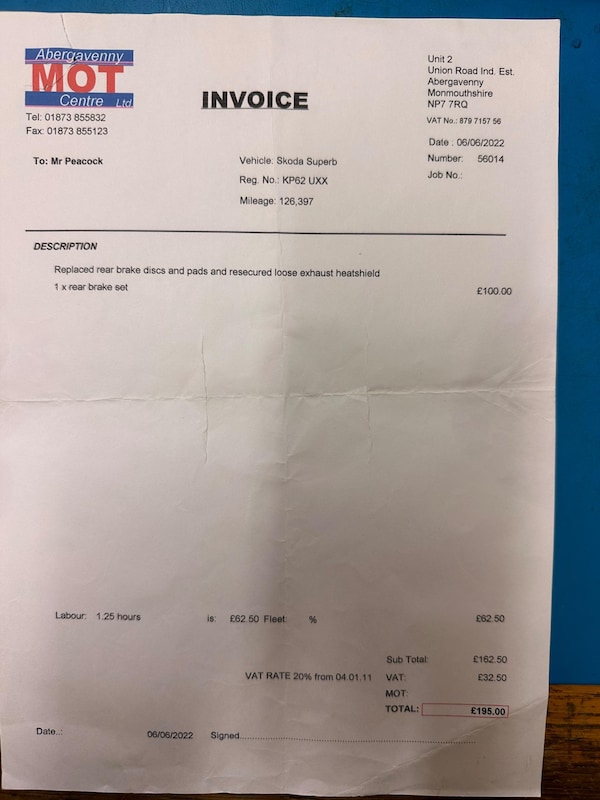 Abergavenny
MOT
Centre Ltd
Tel: 01873 855832
Fax: 01873 855123
INVOICE
Unit 2
Union Road Ind. Est.
Abergavenny
Monmouthshire
NP7 7RQ
VAT No.: 879 7157 56
Date : 06/06/2022
Number: 56014
Job No.:
To: Mr Peacock
Vehicle: Skoda Superb
Reg. No.: KP62 UXX
Mileage: 126,397
DESCRIPTION
Replaced rear brake discs and pads and resecured loose exhaust heatshield
1 x rear brake set £100.00
Labour: 1.25 hours is: £62.50 Fleet: % £62.50
Sub Total: £162.50
VAT RATE 20% from 04.01.11 VAT: £32.50
MOT:
TOTAL: £195.00
Date..: 06/06/2022 Signed..........................................................